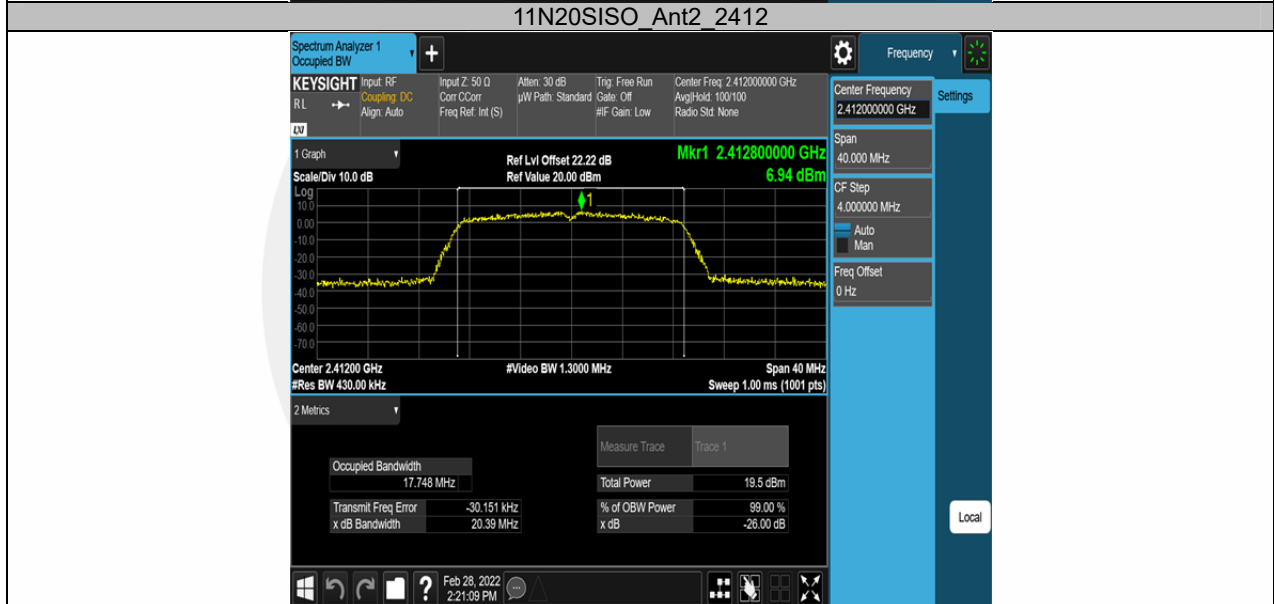 11N20SISO_Ant2_2412
Spectrum Analyzer 1
Occupied BW
+
Frequency
KEYSIGHT
RL
LXI
Input: RF
Coupling: DC
Align: Auto
Input Z: 50 Ω
Corr CCorr
Freq Ref: Int (S)
Atten: 30 dB
µW Path: Standard
Trig: Free Run
Gate: Off
#IF Gain: Low
Center Freq: 2.412000000 GHz
Avg|Hold: 100/100
Radio Std: None
Center Frequency
2.412000000 GHz
Settings
Span
40.000 MHz
CF Step
4.000000 MHz
Auto
Man
Freq Offset
0 Hz
1 Graph
Scale/Div 10.0 dB
Ref Lvl Offset 22.22 dB
Ref Value 20.00 dBm
Mkr1 2.412800000 GHz
6.94 dBm
Log
10.0
0.00
-10.0
-20.0
-30.0
-40.0
-50.0
-60.0
-70.0
1
Center 2.41200 GHz
#Video BW 1.3000 MHz
Span 40 MHz
#Res BW 430.00 kHz
Sweep 1.00 ms (1001 pts)
2 Metrics
Measure Trace
Trace 1
Occupied Bandwidth
17.748 MHz
Total Power
19.5 dBm
Transmit Freq Error
-30.151 kHz
% of OBW Power
99.00 %
x dB Bandwidth
20.39 MHz
x dB
-26.00 dB
Local
?
Feb 28, 2022
2:21:09 PM